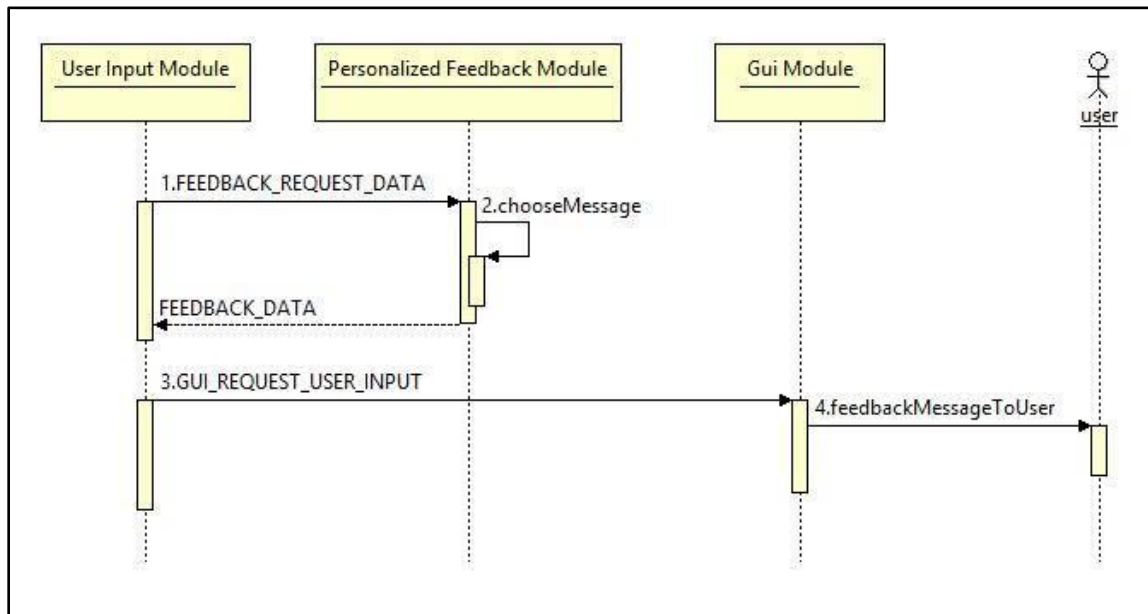 User Input Module
Personalized Feedback Module
Gui Module
user
1.FEEDBACK_REQUEST_DATA
2.chooseMessage
FEEDBACK_DATA
3.GUI_REQUEST_USER_INPUT
4.feedbackMessageToUser